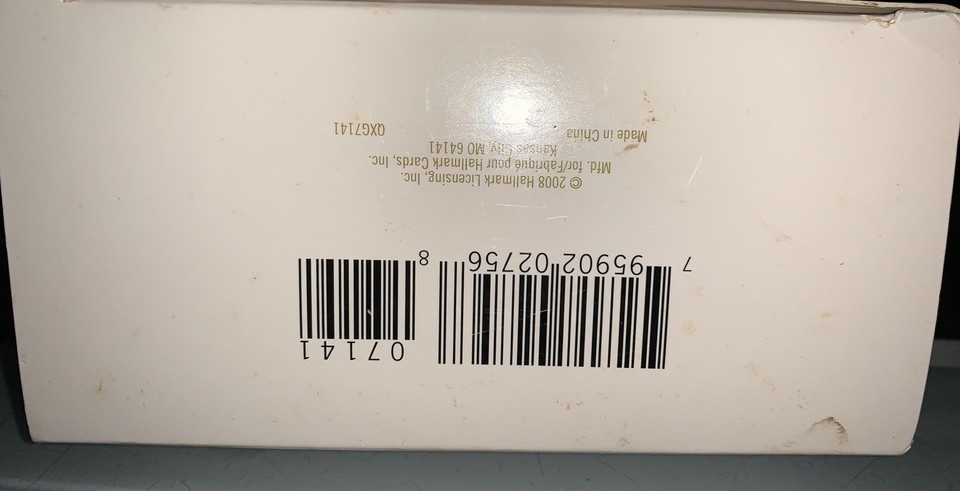 7 95902 02756 8
07141
© 2008 Hallmark Licensing, Inc.
Mfd. for/Fabriqué pour Hallmark Cards, Inc.
Kansas City, MO 64141
Made in China QXG7141